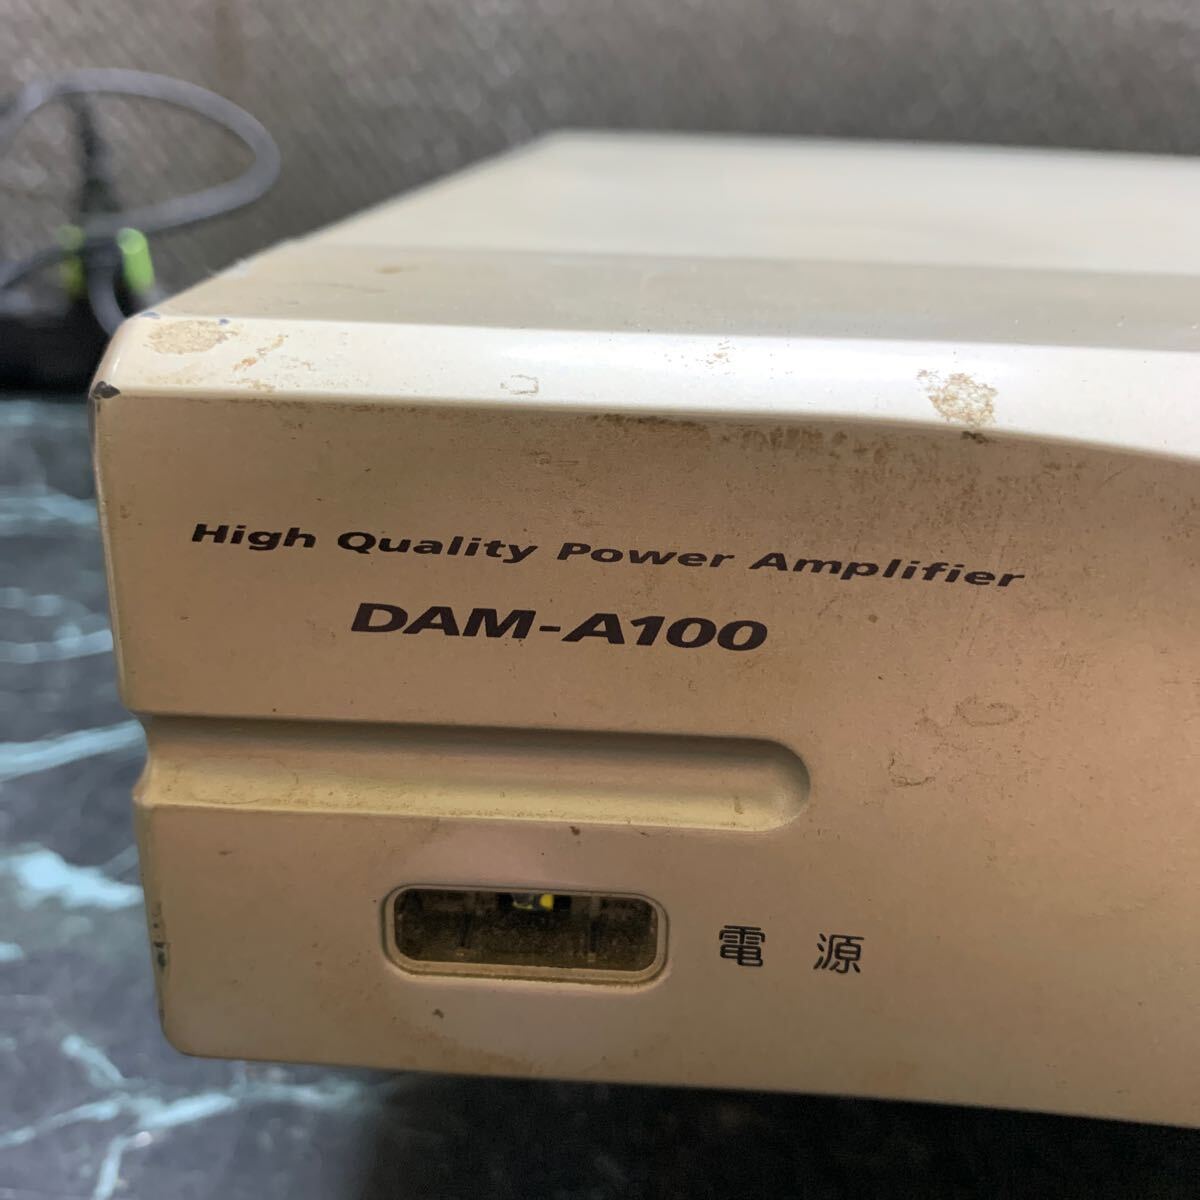 High Quality Power Amplifier
DAM-A100
電 源